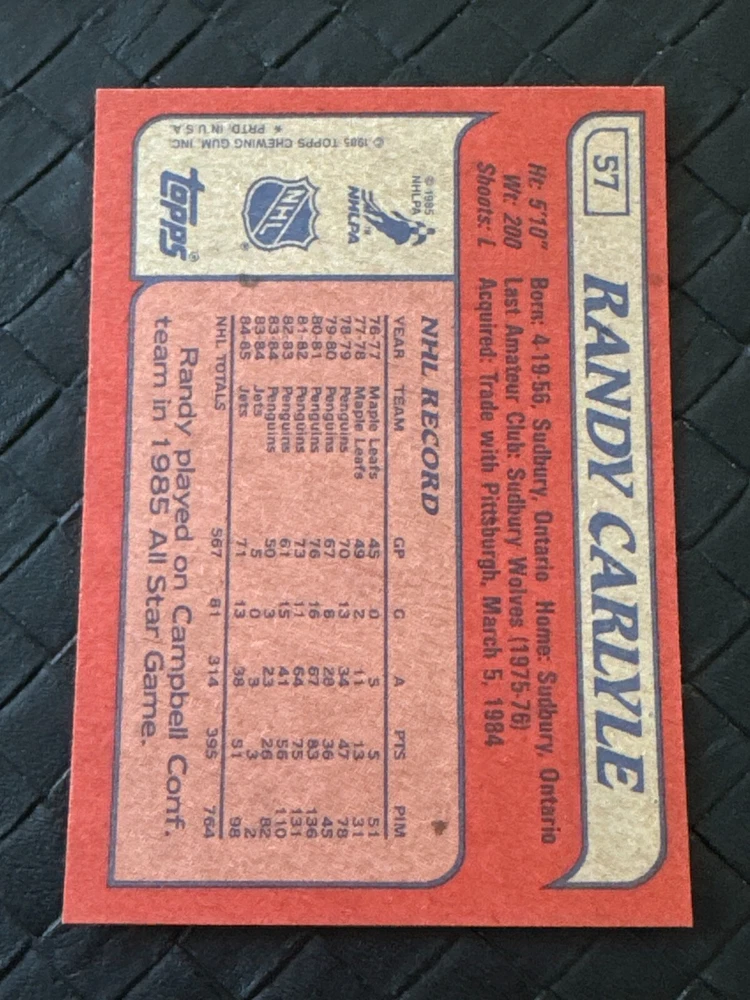 57 RANDY CARLYLE
Ht: 5'10" Born: 4-19-56, Sudbury, Ontario Home: Sudbury, Ontario
Wt: 200 Last Amateur Club: Sudbury Wolves (1975-76)
Shoots: L Acquired: Trade with Pittsburgh, March 5, 1984
NHL RECORD
YEAR TEAM GP G A PTS PIM
76-77 Maple Leafs 45 0 5 5 51
77-78 Maple Leafs 49 2 11 13 31
78-79 Penguins 70 13 34 47 78
79-80 Penguins 67 8 28 36 45
80-81 Penguins 76 16 67 83 136
81-82 Penguins 73 11 64 75 131
82-83 Penguins 61 15 41 56 110
83-84 Penguins 50 3 23 26 82
83-84 Jets 5 0 3 3 2
84-85 Jets 71 13 38 51 98
NHL TOTALS 567 81 314 395 764
Randy played on Campbell Conf.
team in 1985 All Star Game.
© 1985
NHLPA
NHLPA
NHL
®
topps®
© 1985 TOPPS CHEWING GUM, INC.
* PRTD. IN U.S.A.